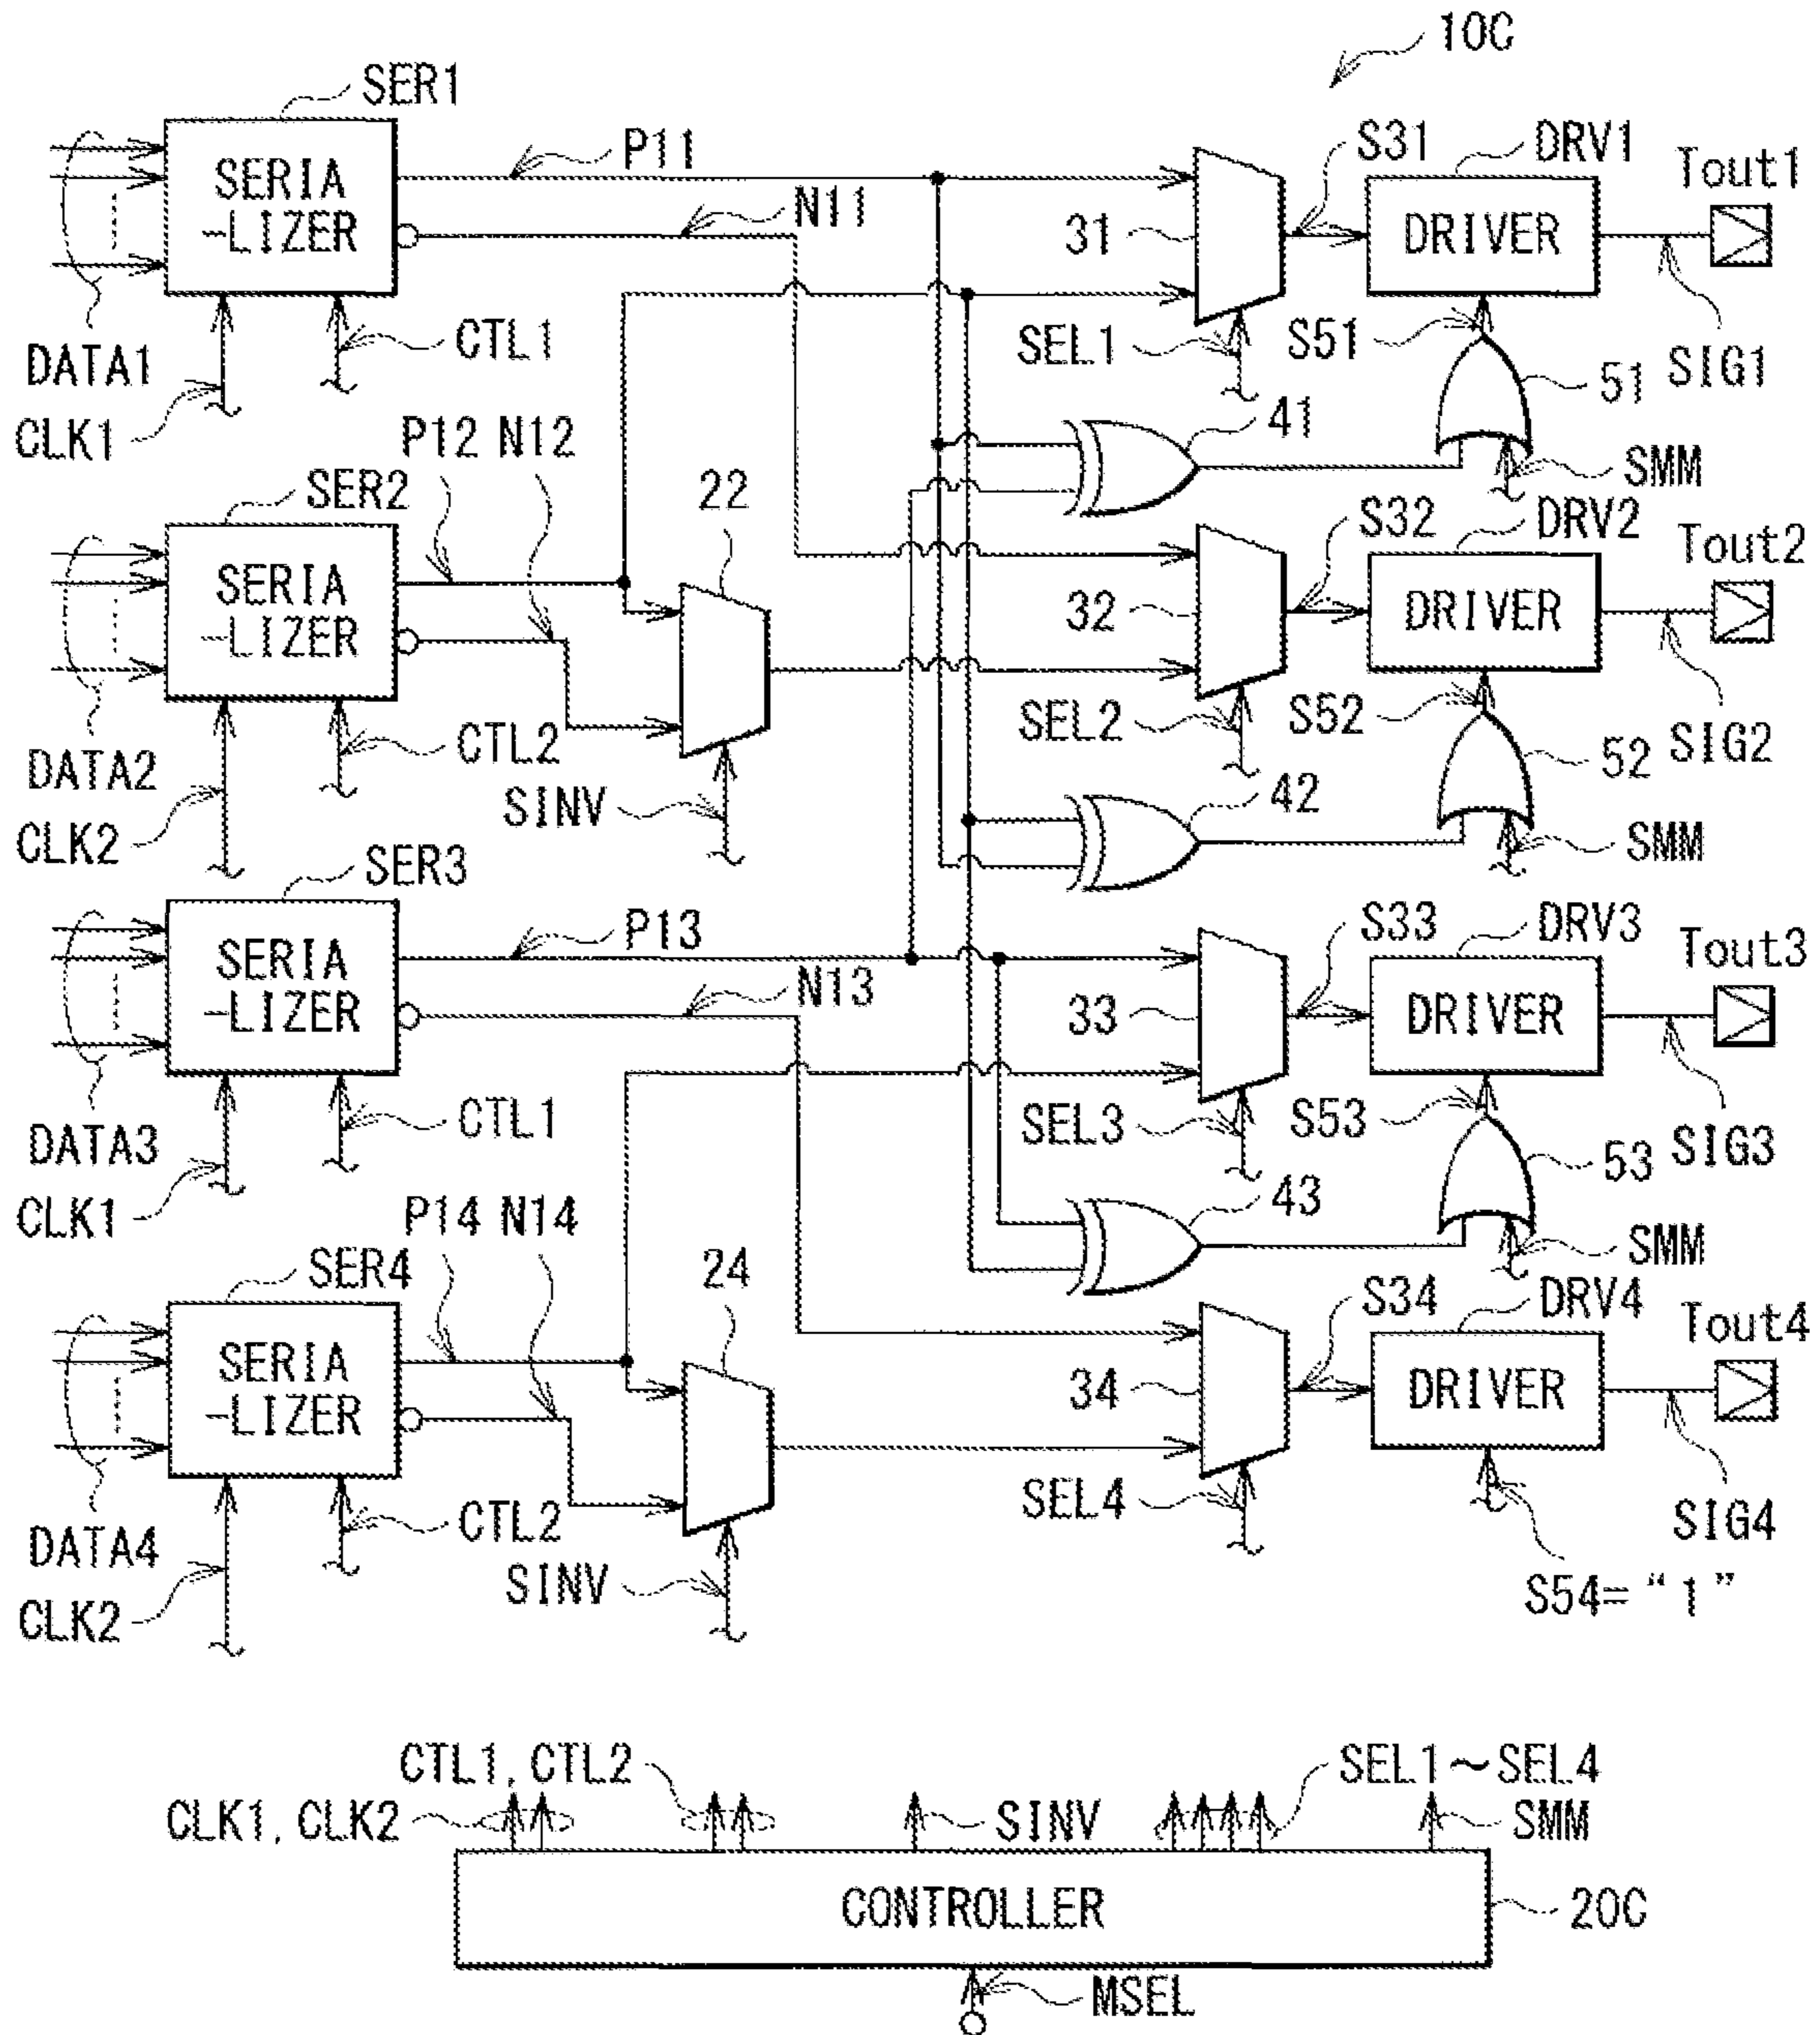 10C
SER1
SERIA
-LIZER
P11
N11
S31
DRV1
DRIVER
Tout1
31
SEL1
S51
51
SIG1
DATA1
CTL1
CLK1
P12 N12
SER2
SERIA
-LIZER
22
41
SMM
S32
DRV2
DRIVER
Tout2
32
SEL2
S52
52
SIG2
DATA2
CTL2
SINV
CLK2
42
SMM
SER3
SERIA
-LIZER
P13
N13
S33
DRV3
DRIVER
Tout3
33
SEL3
S53
53
SIG3
DATA3
CTL1
CLK1
P14 N14
SER4
SERIA
-LIZER
24
43
SMM
S34
DRV4
DRIVER
Tout4
34
SEL4
SIG4
DATA4
CTL2
SINV
CLK2
S54=“1”
CTL1, CTL2
CLK1, CLK2
SINV
SEL1~SEL4
SMM
CONTROLLER
20C
MSEL